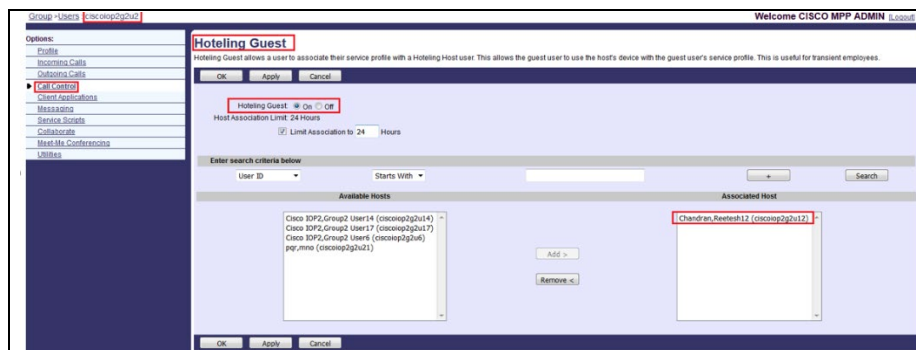 Group >Users : ciscoiop2g2u2
Welcome CISCO MPP ADMIN [Logout]
Options:
Profile
Incoming Calls
Outgoing Calls
Call Control
Client Applications
Messaging
Service Scripts
Collaborate
Meet-Me Conferencing
Utilities
Hoteling Guest
Hoteling Guest allows a user to associate their service profile with a Hoteling Host user. This allows the guest user to use the host's device with the guest user's service profile. This is useful for transient employees.
OK Apply Cancel
Hoteling Guest: On Off
Host Association Limit: 24 Hours
Limit Association to 24 Hours
Enter search criteria below
User ID Starts With + Search
Available Hosts Associated Host
Cisco IOP2,Group2 User14 (ciscoiop2g2u14)
Cisco IOP2,Group2 User17 (ciscoiop2g2u17)
Cisco IOP2,Group2 User6 (ciscoiop2g2u6)
pqr,mno (ciscoiop2g2u21)
Chandran,Reetesh12 (ciscoiop2g2u12)
Add >
Remove <
OK Apply Cancel